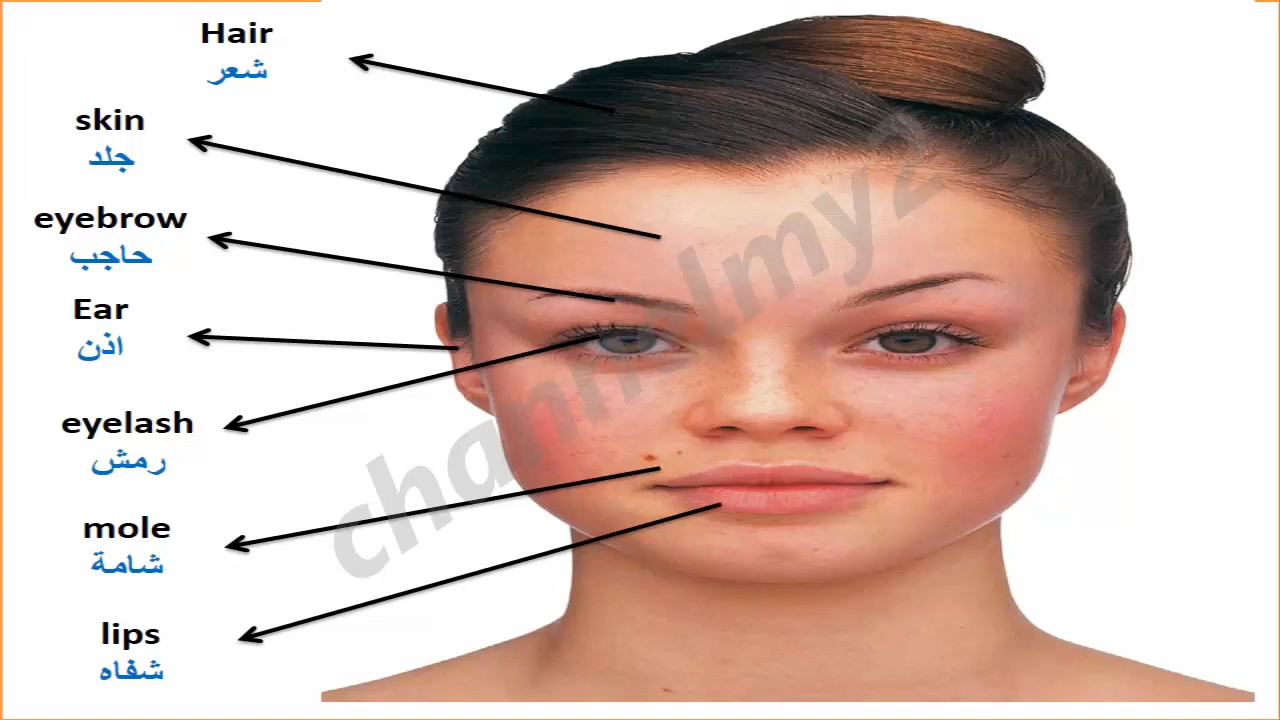 Hair
شعر
skin
جلد
eyebrow
حاجب
Ear
اذن
eyelash
رمش
mole
شامة
lips
شفاه